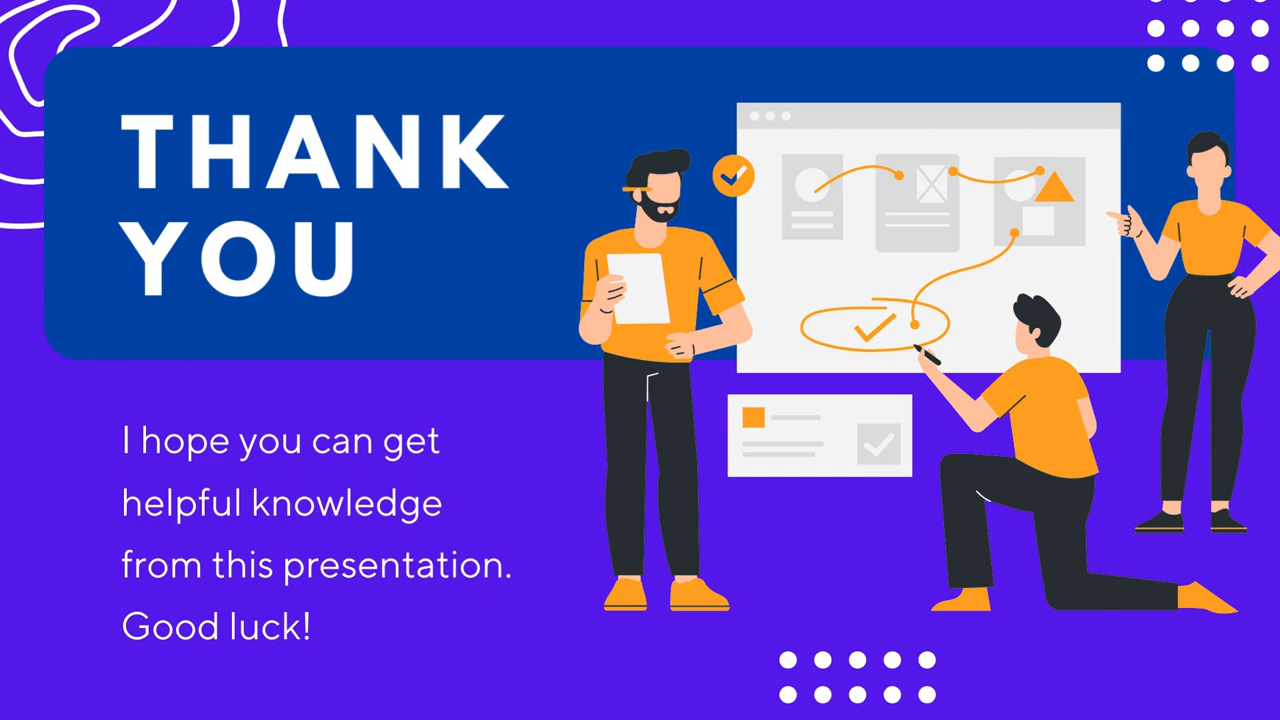 THANK
YOU
I hope you can get
helpful knowledge
from this presentation.
Good luck!